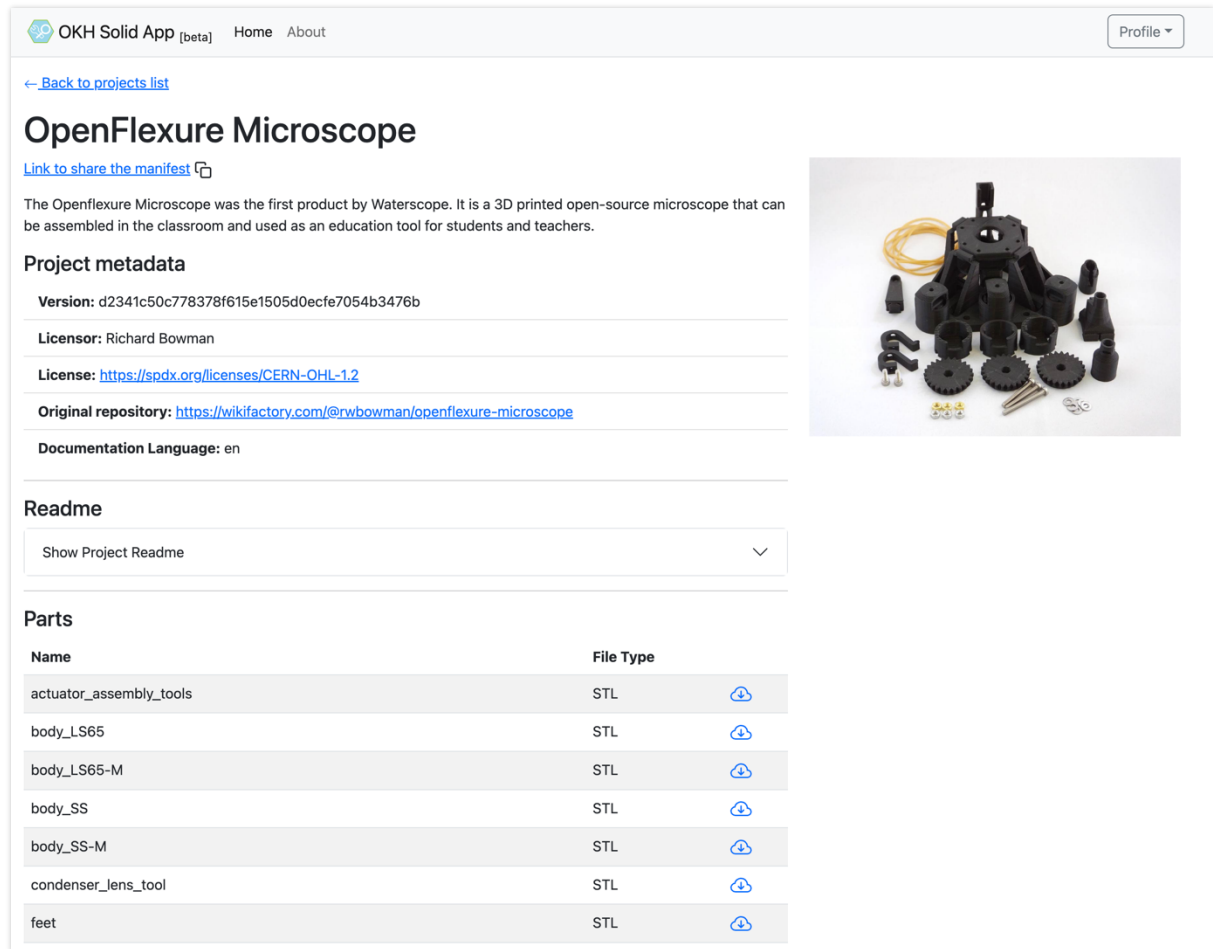 OKH Solid App [beta] Home About Profile
← Back to projects list
OpenFlexure Microscope
Link to share the manifest
The Openflexure Microscope was the first product by Waterscope. It is a 3D printed open-source microscope that can
be assembled in the classroom and used as an education tool for students and teachers.
Project metadata
Version: d2341c50c778378f615e1505d0ecfe7054b3476b
Licensor: Richard Bowman
License: https://spdx.org/licenses/CERN-OHL-1.2
Original repository: https://wikifactory.com/@rwbowman/openflexure-microscope
Documentation Language: en
Readme
Show Project Readme
Parts
Name File Type
actuator_assembly_tools STL
body_LS65 STL
body_LS65-M STL
body_SS STL
body_SS-M STL
condenser_lens_tool STL
feet STL